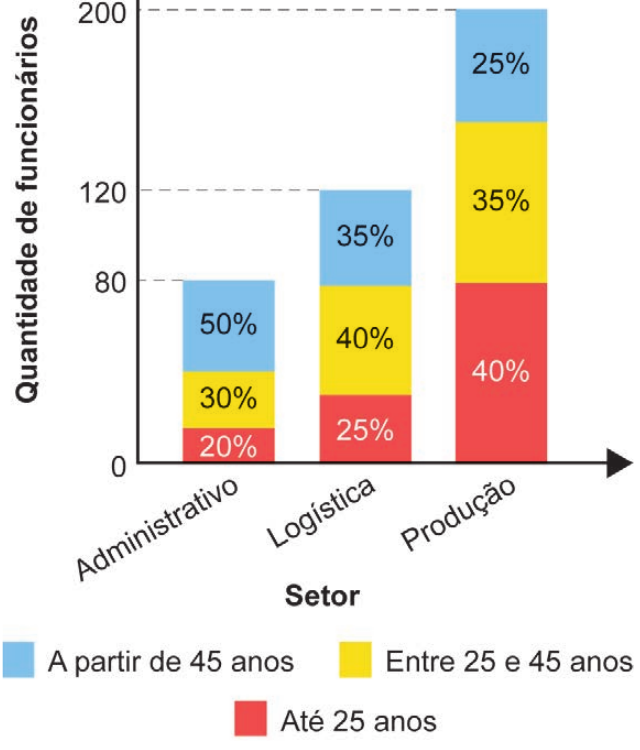 Quantidade de funcionários
200
120
80
0
50%
30%
20%
35%
40%
25%
25%
35%
40%
Administrativo
Logística
Produção
Setor
A partir de 45 anos
Entre 25 e 45 anos
Até 25 anos